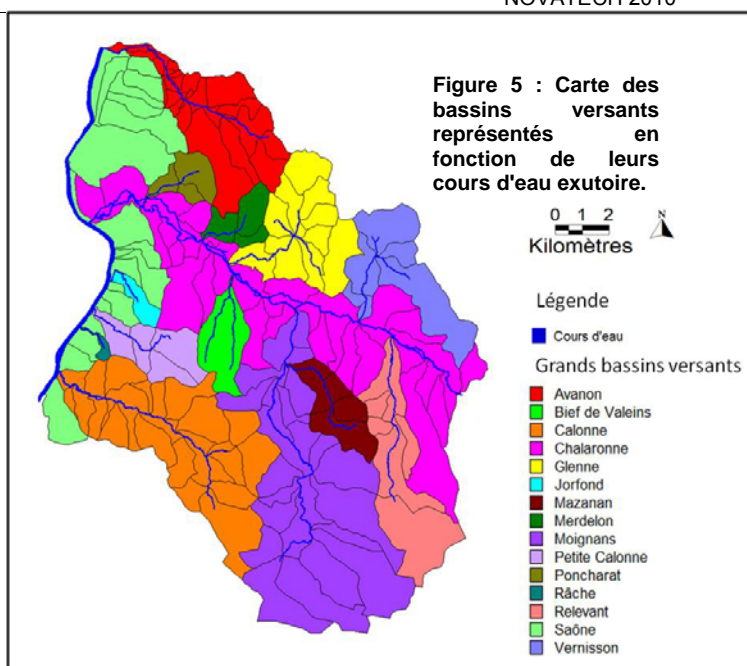 NOVATECH 2010
Figure 5 : Carte des
bassins versants
représentés en
fonction de leurs
cours d'eau exutoire.
0 1 2
Kilomètres
N
Légende
Cours d'eau
Grands bassins versants
Avanon
Bief de Valeins
Calonne
Chalaronne
Glenne
Jorfond
Mazanan
Merdelon
Moignans
Petite Calonne
Poncharat
Râche
Relevant
Saône
Vernisson